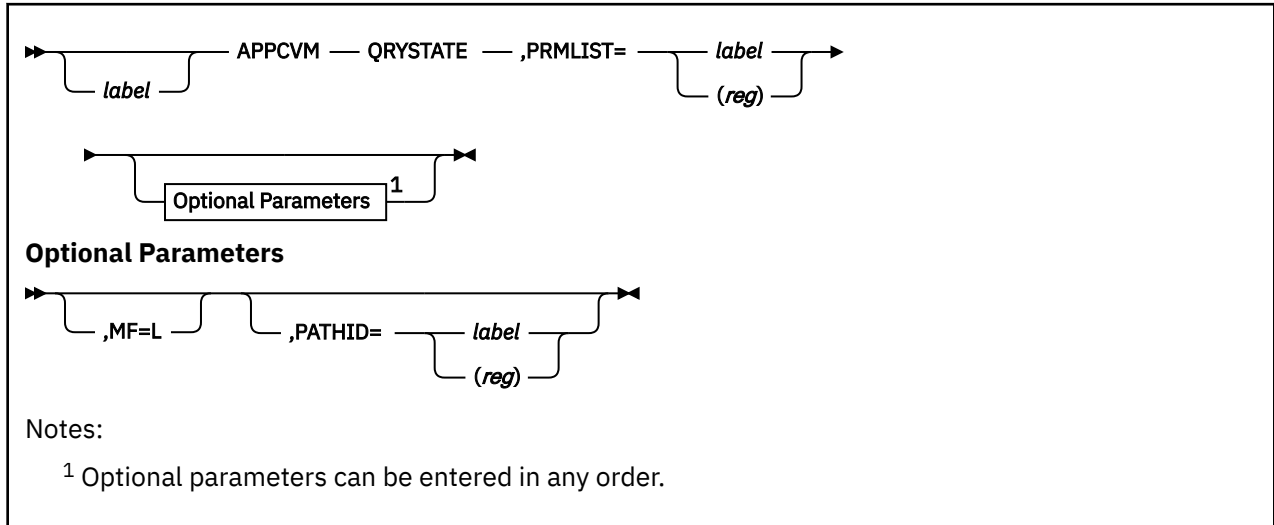 APPCVM QRYSTATE ,PRMLIST= label
label (reg)
Optional Parameters 1
Optional Parameters
,MF=L ,PATHID= label
(reg)
Notes:
1 Optional parameters can be entered in any order.